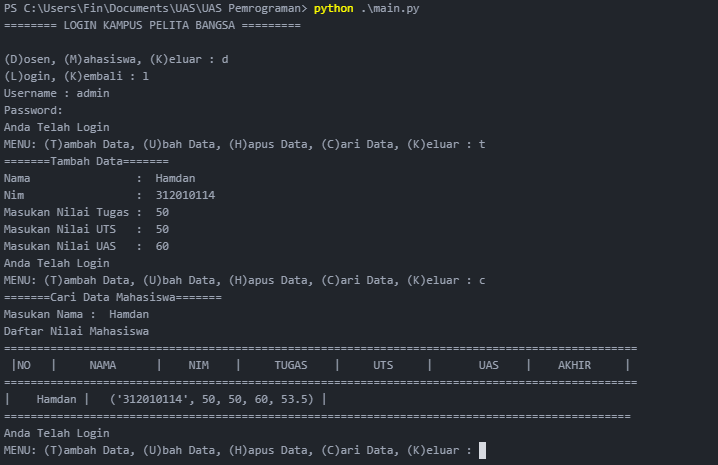 PS C:\Users\Fin\Documents\UAS\UAS Pemrograman> python .\main.py
======== LOGIN KAMPUS PELITA BANGSA =========
(D)osen, (M)ahasiswa, (K)eluar : d
(L)ogin, (K)embali : l
Username : admin
Password:
Anda Telah Login
MENU: (T)ambah Data, (U)bah Data, (H)apus Data, (C)ari Data, (K)eluar : t
=======Tambah Data=======
Nama                :  Hamdan
Nim                 :  312010114
Masukan Nilai Tugas :  50
Masukan Nilai UTS   :  50
Masukan Nilai UAS   :  60
Anda Telah Login
MENU: (T)ambah Data, (U)bah Data, (H)apus Data, (C)ari Data, (K)eluar : c
=======Cari Data Mahasiswa=======
Masukan Nama :  Hamdan
Daftar Nilai Mahasiswa
================================================================================================
 |NO   |     NAMA      |    NIM    |     TUGAS    |     UTS     |       UAS    |    AKHIR     |
================================================================================================
|    Hamdan |   ('312010114', 50, 50, 60, 53.5) |
===============================================================================================
Anda Telah Login
MENU: (T)ambah Data, (U)bah Data, (H)apus Data, (C)ari Data, (K)eluar :